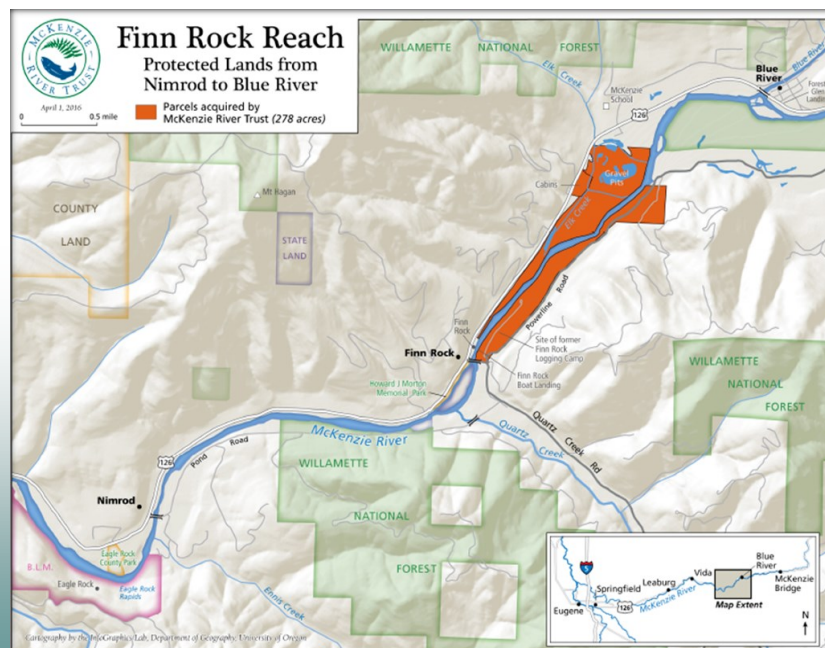 McKENZIE
RIVER TRUST
Finn Rock Reach
Protected Lands from
Nimrod to Blue River
April 1, 2016
0 0.5 mile
Parcels acquired by
McKenzie River Trust (278 acres)
WILLAMETTE NATIONAL FOREST
Elk Creek
McKenzie
School
126
Blue
River
Blue River
Forest
Glen
Landing
Cabins
Gravel
Pits
Elk Creek
Mt Hagan
COUNTY
LAND
STATE
LAND
Powerline Road
Finn
Rock
Finn Rock
Site of former
Finn Rock
Logging Camp
Finn Rock
Boat Landing
Howard J Morton
Memorial Park
WILLAMETTE
NATIONAL
FOREST
Quartz Creek Rd
Quartz Creek
McKenzie River
Pond Road
126
WILLAMETTE
NATIONAL
FOREST
Nimrod
Eagle Rock
County Park
B.L.M.
Eagle Rock
Eagle Rock
Rapids
Ennis Creek
5
Eugene
Springfield
126
Leaburg
McKenzie River
Vida
Blue
River
McKenzie
Bridge
Map Extent
N
Cartography by the InfoGraphics Lab, Department of Geography, University of Oregon